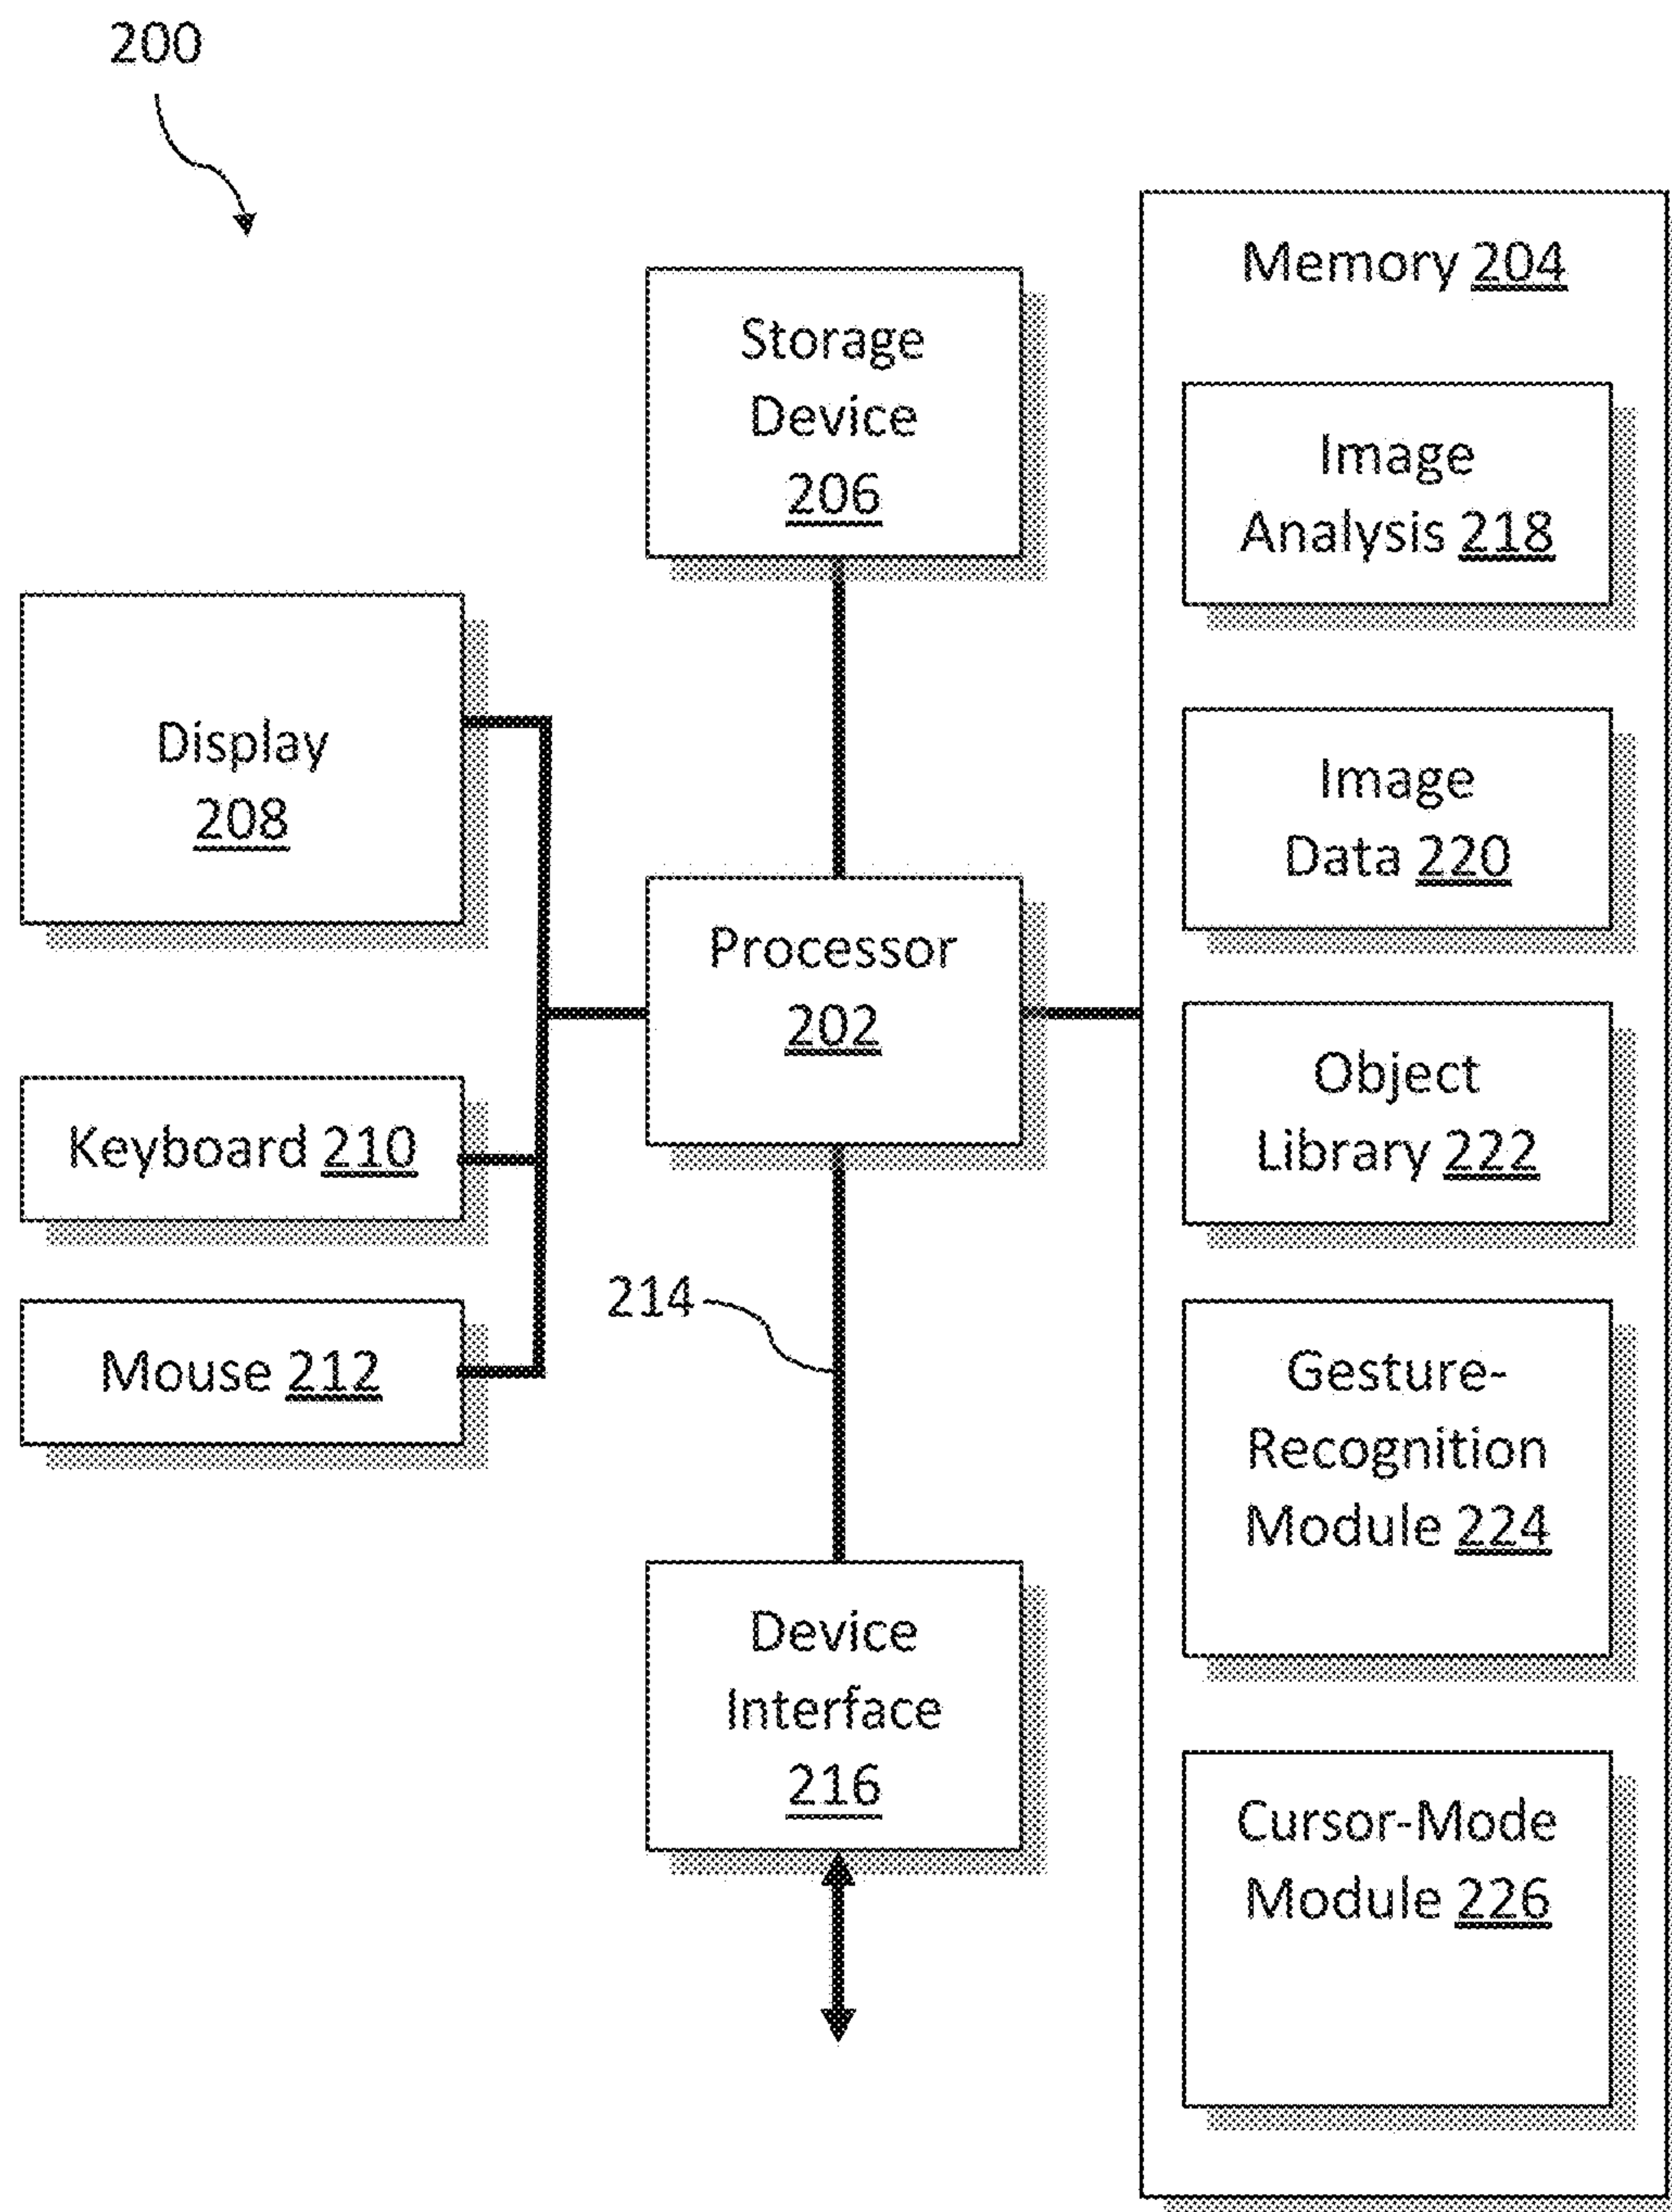 200
Memory 204
Storage
Device
206
Image
Analysis 218
Display
208
Image
Data 220
Processor
202
Object
Library 222
Keyboard 210
214
Mouse 212
Gesture-
Recognition
Module 224
Device
Interface
216
Cursor-Mode
Module 226